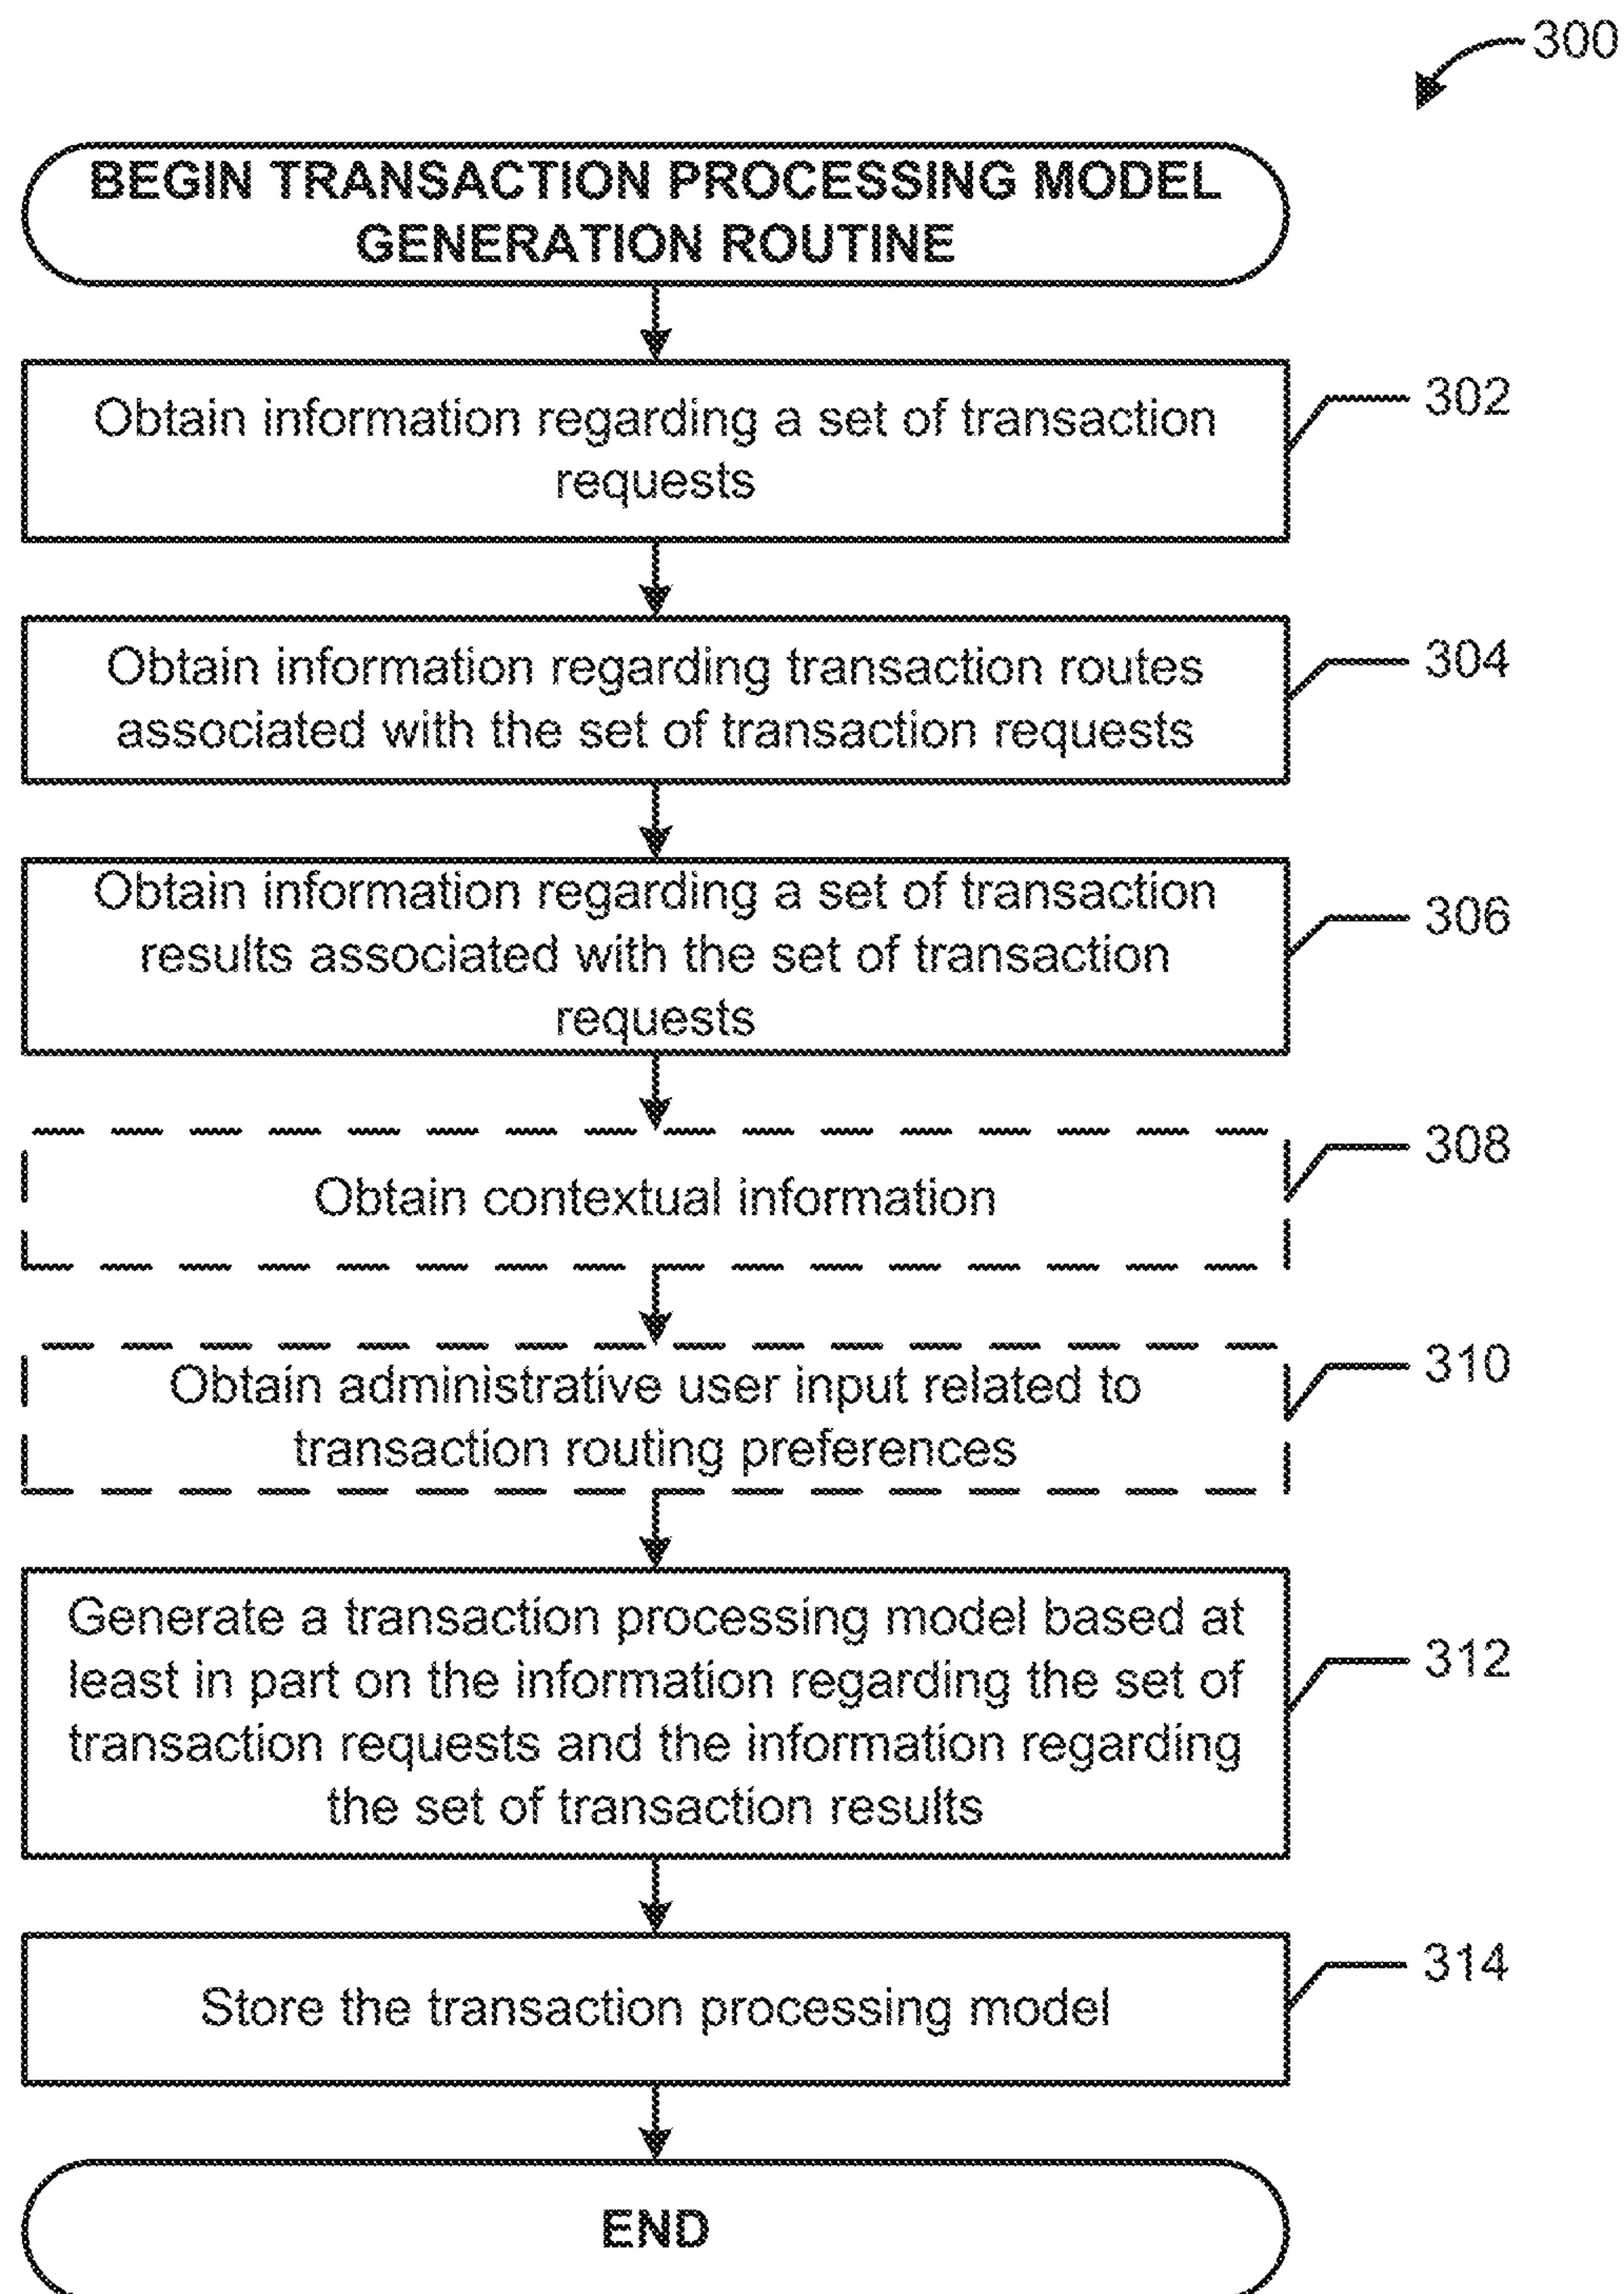 300
BEGIN TRANSACTION PROCESSING MODEL
GENERATION ROUTINE
Obtain information regarding a set of transaction
requests
302
Obtain information regarding transaction routes
associated with the set of transaction requests
304
Obtain information regarding a set of transaction
results associated with the set of transaction
requests
306
Obtain contextual information
308
Obtain administrative user input related to
transaction routing preferences
310
Generate a transaction processing model based at
least in part on the information regarding the set of
transaction requests and the information regarding
the set of transaction results
312
Store the transaction processing model
314
END